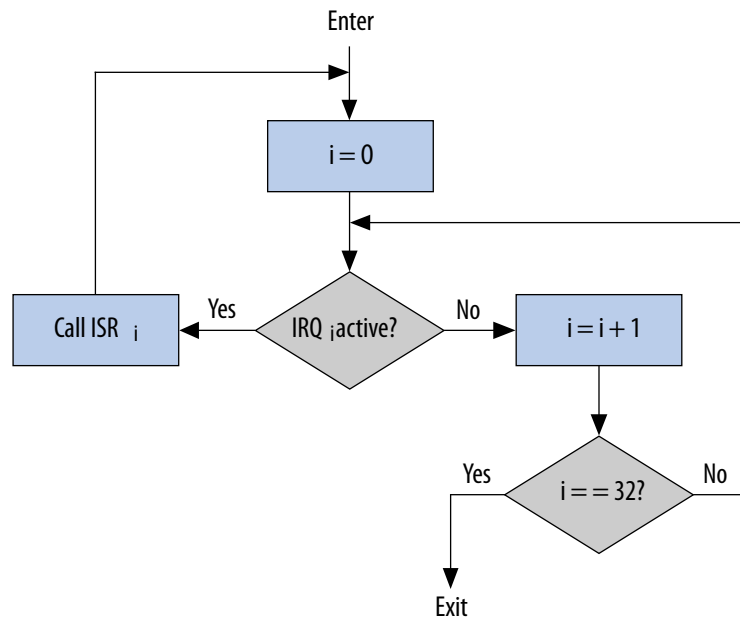 Enter
i = 0
Call ISR i
Yes
IRQ i active?
No
i = i + 1
Yes
i = = 32?
No
Exit